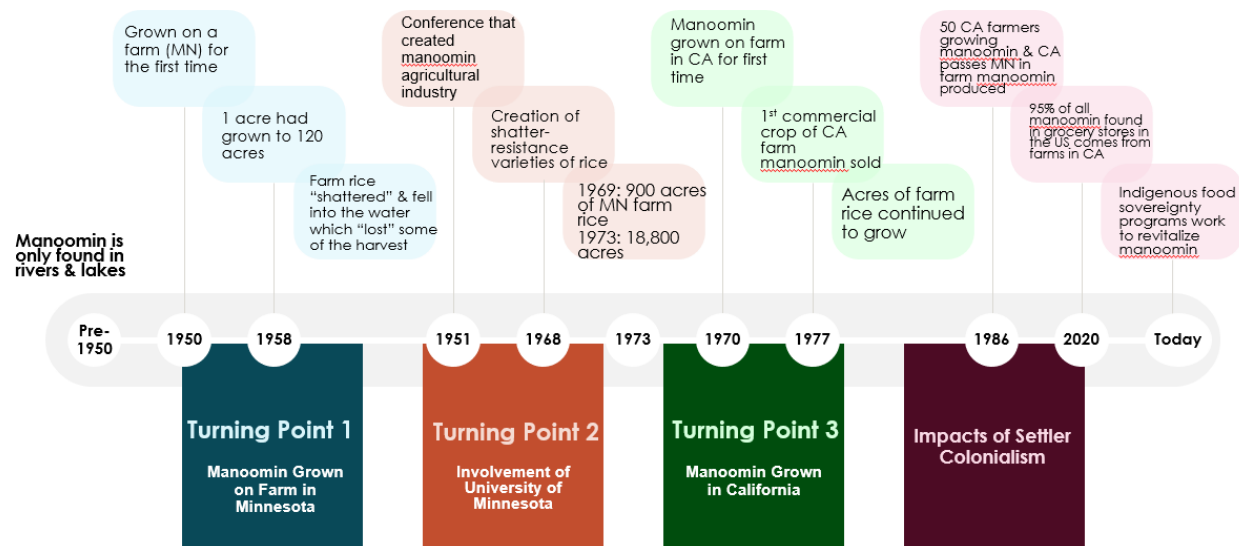 Grown on a
farm (MN) for
the first time
1 acre had
grown to 120
acres
Farm rice
“shattered” & fell
into the water
which “lost” some
of the harvest
Conference that
created
manoomin
agricultural
industry
Creation of
shatter-
resistance
varieties of rice
1969: 900 acres
of MN farm
rice
1973: 18,800
acres
Manoomin
grown on farm
in CA for first
time
1st commercial
crop of CA
farm
manoomin sold
Acres of farm
rice continued
to grow
50 CA farmers
growing
manoomin & CA
passes MN in
farm manoomin
produced
95% of all
manoomin found
in grocery stores in
the US comes from
farms in CA
Indigenous food
sovereignty
programs work
to revitalize
manoomin
Manoomin is
only found in
rivers & lakes
Pre-
1950
1950
1958
1951
1968
1973
1970
1977
1986
2020
Today
Turning Point 1
Manoomin Grown
on Farm in
Minnesota
Turning Point 2
Involvement of
University of
Minnesota
Turning Point 3
Manoomin Grown
in California
Impacts of Settler
Colonialism